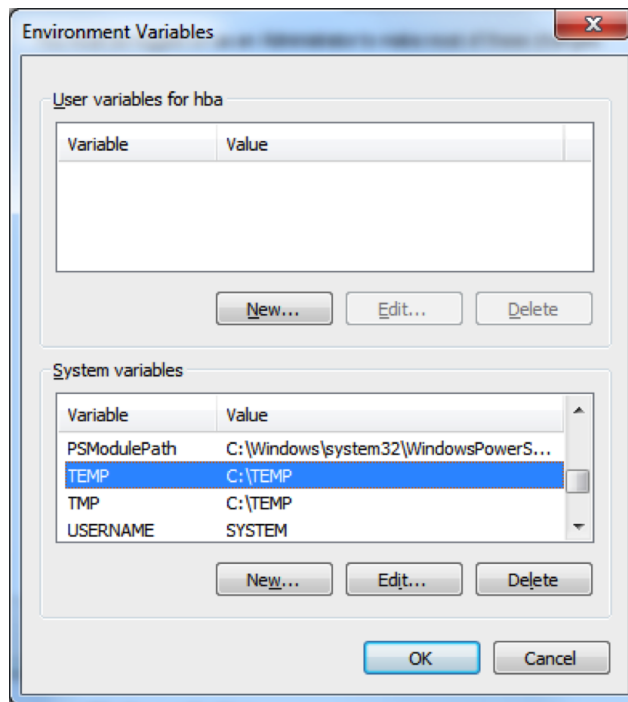 Environment Variables
User variables for hba
Variable Value
New... Edit... Delete
System variables
Variable Value
PSModulePath C:\Windows\system32\WindowsPowerS...
TEMP C:\TEMP
TMP C:\TEMP
USERNAME SYSTEM
New... Edit... Delete
OK Cancel